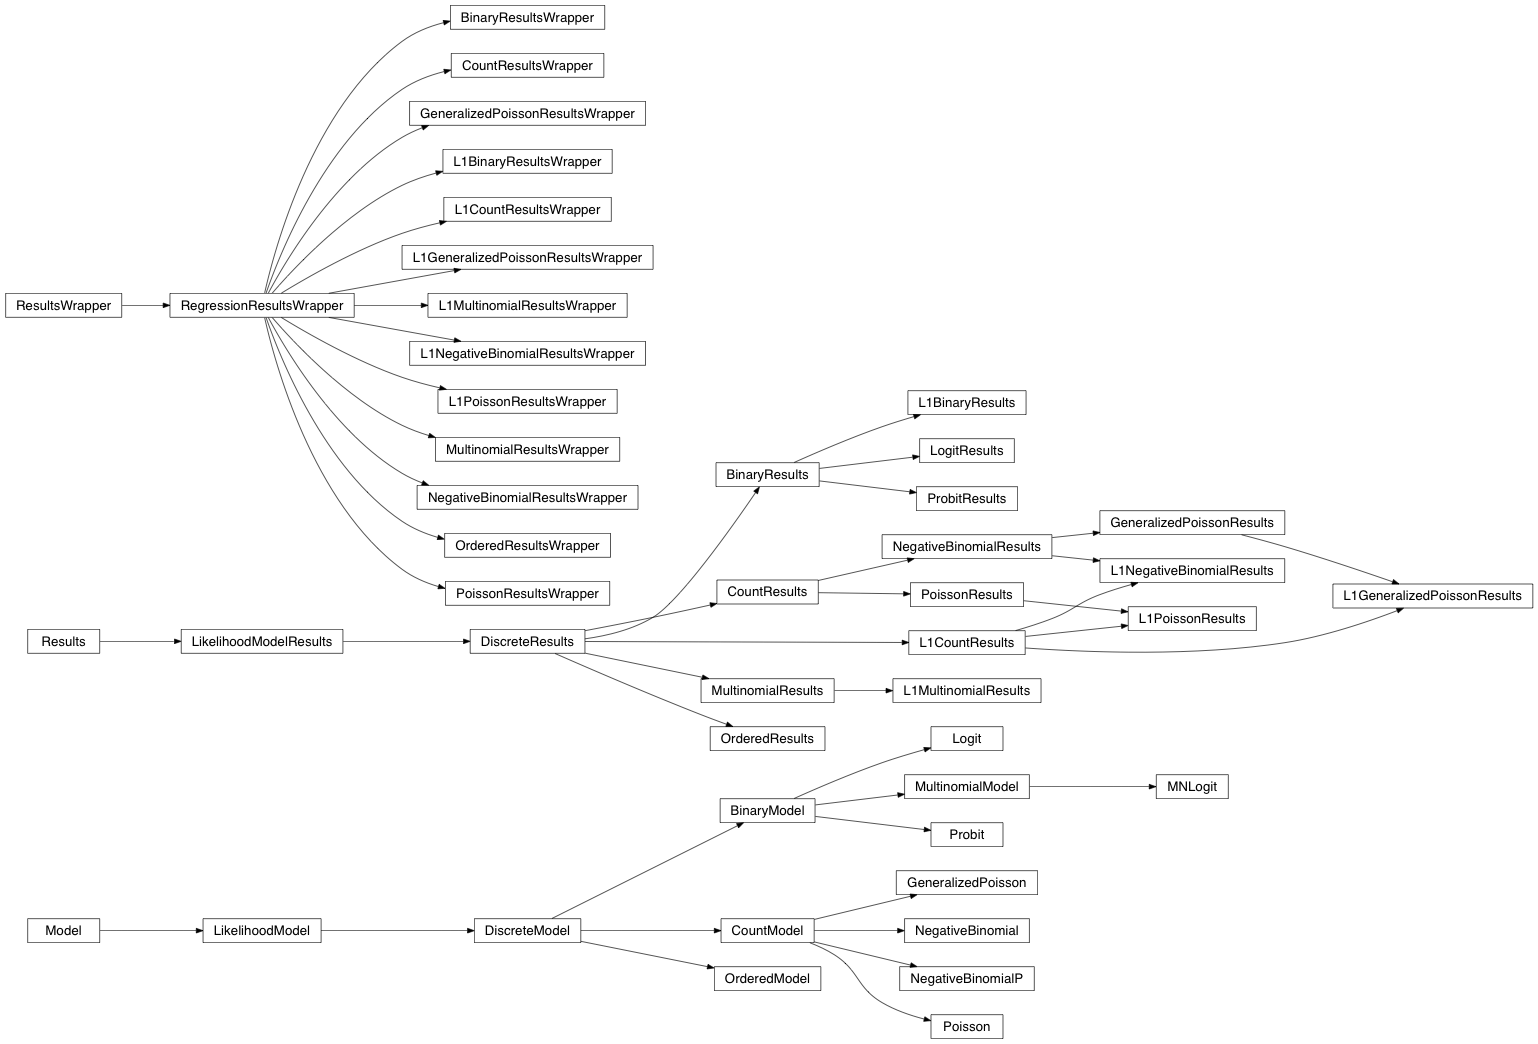 BinaryResultsWrapper
CountResultsWrapper
GeneralizedPoissonResultsWrapper
L1BinaryResultsWrapper
L1CountResultsWrapper
L1GeneralizedPoissonResultsWrapper
ResultsWrapper
RegressionResultsWrapper
L1MultinomialResultsWrapper
L1NegativeBinomialResultsWrapper
L1PoissonResultsWrapper
MultinomialResultsWrapper
NegativeBinomialResultsWrapper
OrderedResultsWrapper
PoissonResultsWrapper
L1BinaryResults
LogitResults
BinaryResults
ProbitResults
GeneralizedPoissonResults
NegativeBinomialResults
L1NegativeBinomialResults
CountResults
PoissonResults
L1GeneralizedPoissonResults
L1PoissonResults
Results
LikelihoodModelResults
DiscreteResults
L1CountResults
MultinomialResults
L1MultinomialResults
OrderedResults
Logit
MultinomialModel
MNLogit
BinaryModel
Probit
GeneralizedPoisson
Model
LikelihoodModel
DiscreteModel
CountModel
NegativeBinomial
OrderedModel
NegativeBinomialP
Poisson